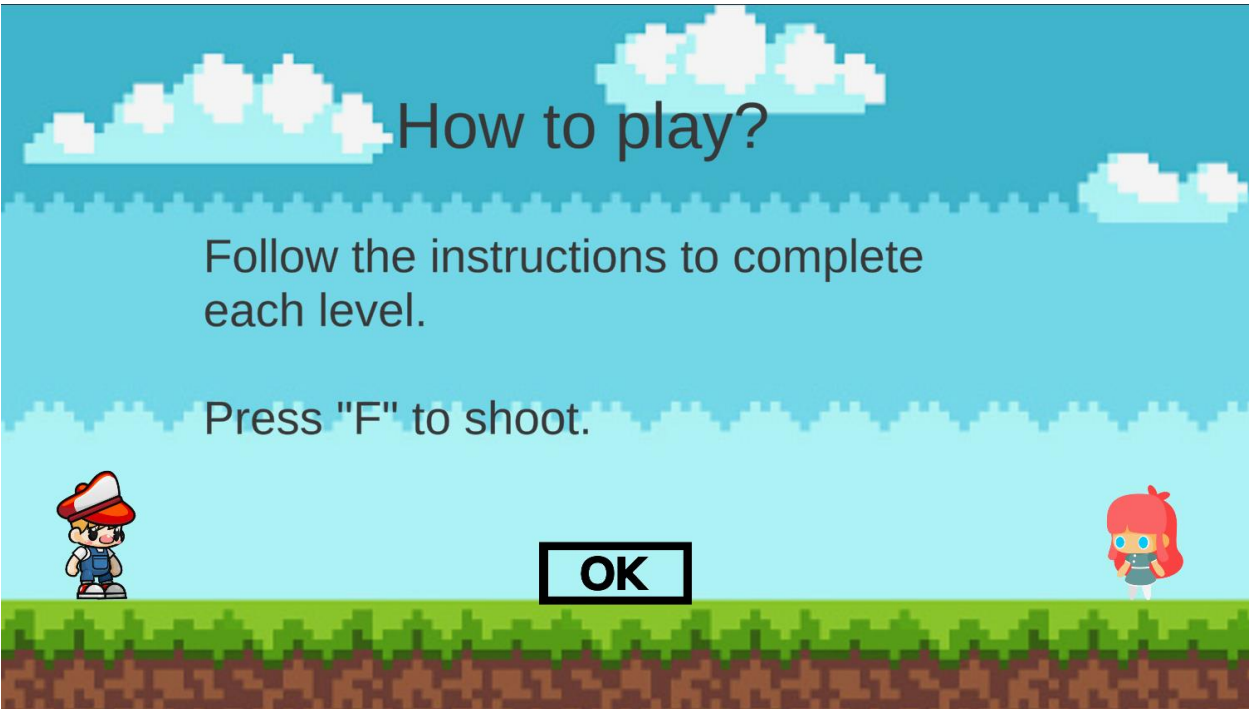 How to play?
Follow the instructions to complete
each level.
Press "F" to shoot.
OK